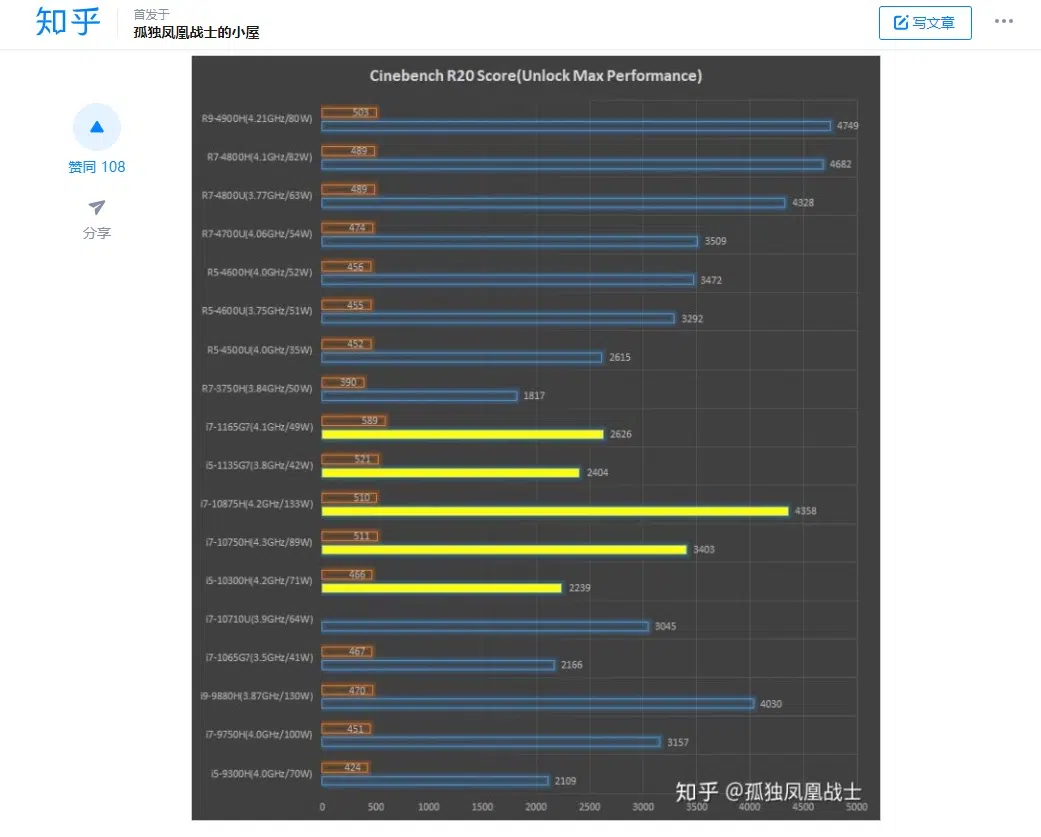 知乎
首发于
孤独凤凰战士的小屋
写文章
赞同 108
分享
Cinebench R20 Score(Unlock Max Performance)
R9-4900H(4.21GHz/80W) 503 4749
R7-4800H(4.1GHz/82W) 489 4682
R7-4800U(3.77GHz/63W) 489 4328
R7-4700U(4.06GHz/54W) 474 3509
R5-4600H(4.0GHz/52W) 456 3472
R5-4600U(3.75GHz/51W) 455 3292
R5-4500U(4.0GHz/35W) 452 2615
R7-3750H(3.84GHz/50W) 390 1817
i7-1165G7(4.1GHz/49W) 589 2626
i5-1135G7(3.8GHz/42W) 521 2404
i7-10875H(4.2GHz/133W) 510 4358
i7-10750H(4.3GHz/89W) 511 3403
i5-10300H(4.2GHz/71W) 466 2239
i7-10710U(3.9GHz/64W) 3045
i7-1065G7(3.5GHz/41W) 467 2166
i9-9880H(3.87GHz/130W) 470 4030
i7-9750H(4.0GHz/100W) 451 3157
i5-9300H(4.0GHz/70W) 424 2109
0 500 1000 1500 2000 2500 3000 3500 4000 4500 5000
知乎 @孤独凤凰战士